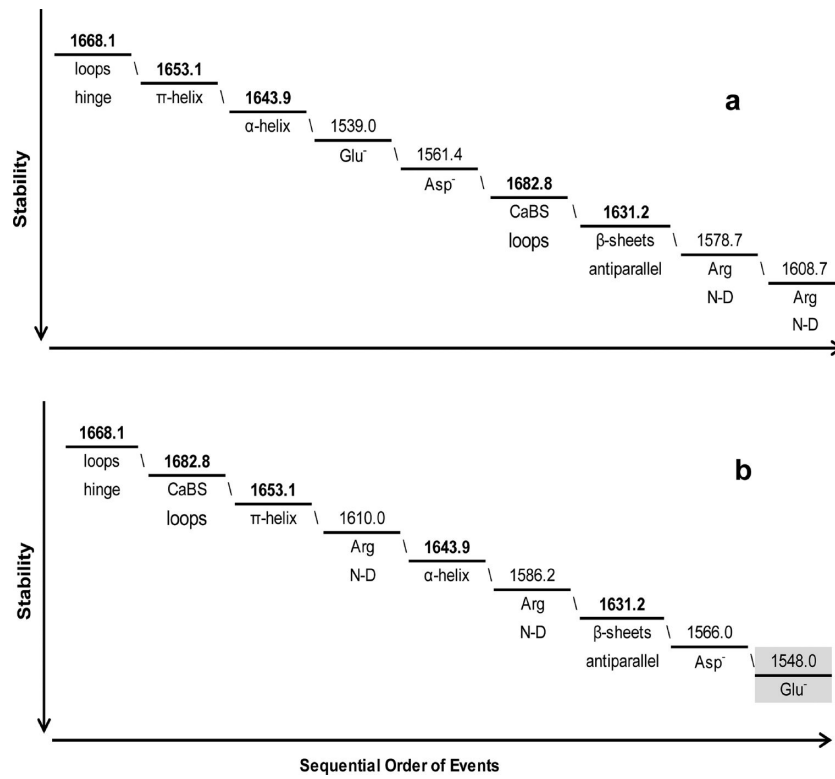 1668.1
loops
hinge
1653.1
π-helix
1643.9
α-helix
1539.0
Glu⁻
1561.4
Asp⁻
1682.8
CaBS
loops
1631.2
β-sheets
antiparallel
1578.7
Arg
N-D
1608.7
Arg
N-D
a
Stability
1668.1
loops
hinge
1682.8
CaBS
loops
1653.1
π-helix
1610.0
Arg
N-D
1643.9
α-helix
1586.2
Arg
N-D
1631.2
β-sheets
antiparallel
1566.0
Asp⁻
1548.0
Glu⁻
b
Stability
Sequential Order of Events